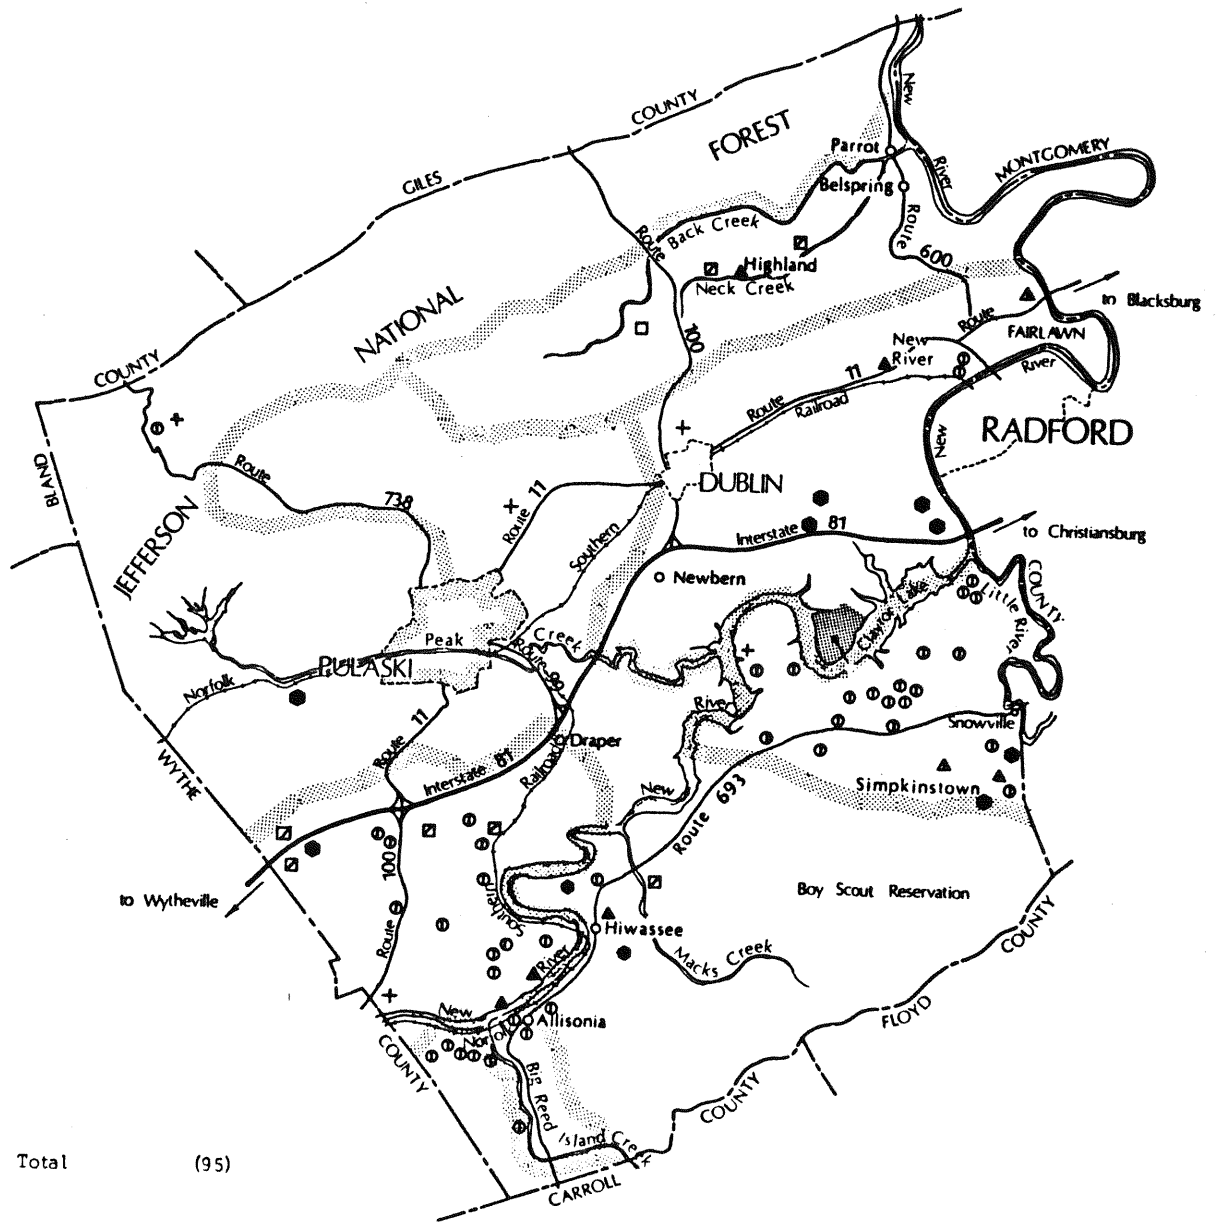 COUNTY
FOREST
New
Parrot
River
MONTGOMERY
GILES
Belspring
Back Creek
Route
Route
600
Highland
Neck Creek
to Blacksburg
NATIONAL
100
Route
FAIRLAWN
New
River
River
COUNTY
11
Route
Railroad
RADFORD
New
BLAND
Route
738
DUBLIN
Route 11
Southern
Interstate 81
to Christiansburg
JEFFERSON
Newbern
COUNTY
Little River
Claytor Lake
Peak
Creek
Route 99
PULASKI
Norfolk
River
Snowville
Route 11
Draper
WYTHE
Interstate 81
Railroad
New
Simpkinstown
Route 693
100
to Wytheville
Boy Scout Reservation
Southern
Route
Hiwassee
River
Macks Creek
COUNTY
New
Allisonia
FLOYD
COUNTY
Big Reed
COUNTY
Island Creek
Total (95)
CARROLL